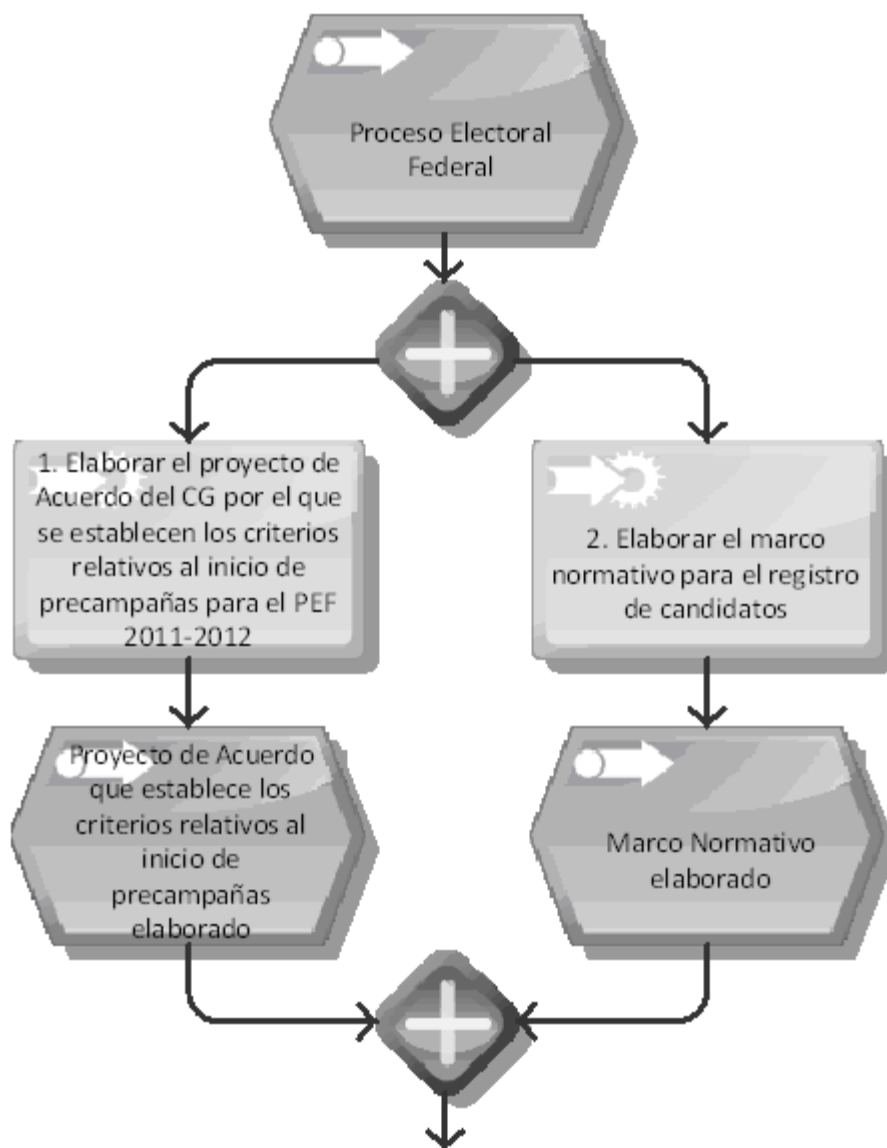 Proceso Electoral
Federal
1. Elaborar el proyecto de
Acuerdo del CG por el que
se establecen los criterios
relativos al inicio de
precampañas para el PEF
2011-2012
2. Elaborar el marco
normativo para el registro
de candidatos
Proyecto de Acuerdo
que establece los
criterios relativos al
inicio de
precampañas
elaborado
Marco Normativo
elaborado